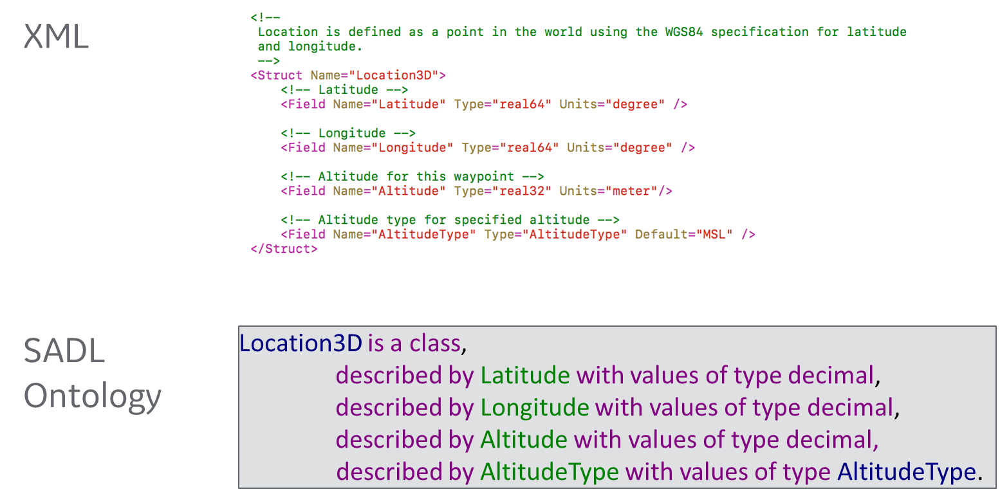 XML
<!--
Location is defined as a point in the world using the WGS84 specification for latitude
and longitude.
-->
<Struct Name="Location3D">
<!-- Latitude -->
<Field Name="Latitude" Type="real64" Units="degree" />
<!-- Longitude -->
<Field Name="Longitude" Type="real64" Units="degree" />
<!-- Altitude for this waypoint -->
<Field Name="Altitude" Type="real32" Units="meter"/>
<!-- Altitude type for specified altitude -->
<Field Name="AltitudeType" Type="AltitudeType" Default="MSL" />
</Struct>
SADL
Ontology
Location3D is a class,
described by Latitude with values of type decimal,
described by Longitude with values of type decimal,
described by Altitude with values of type decimal,
described by AltitudeType with values of type AltitudeType.